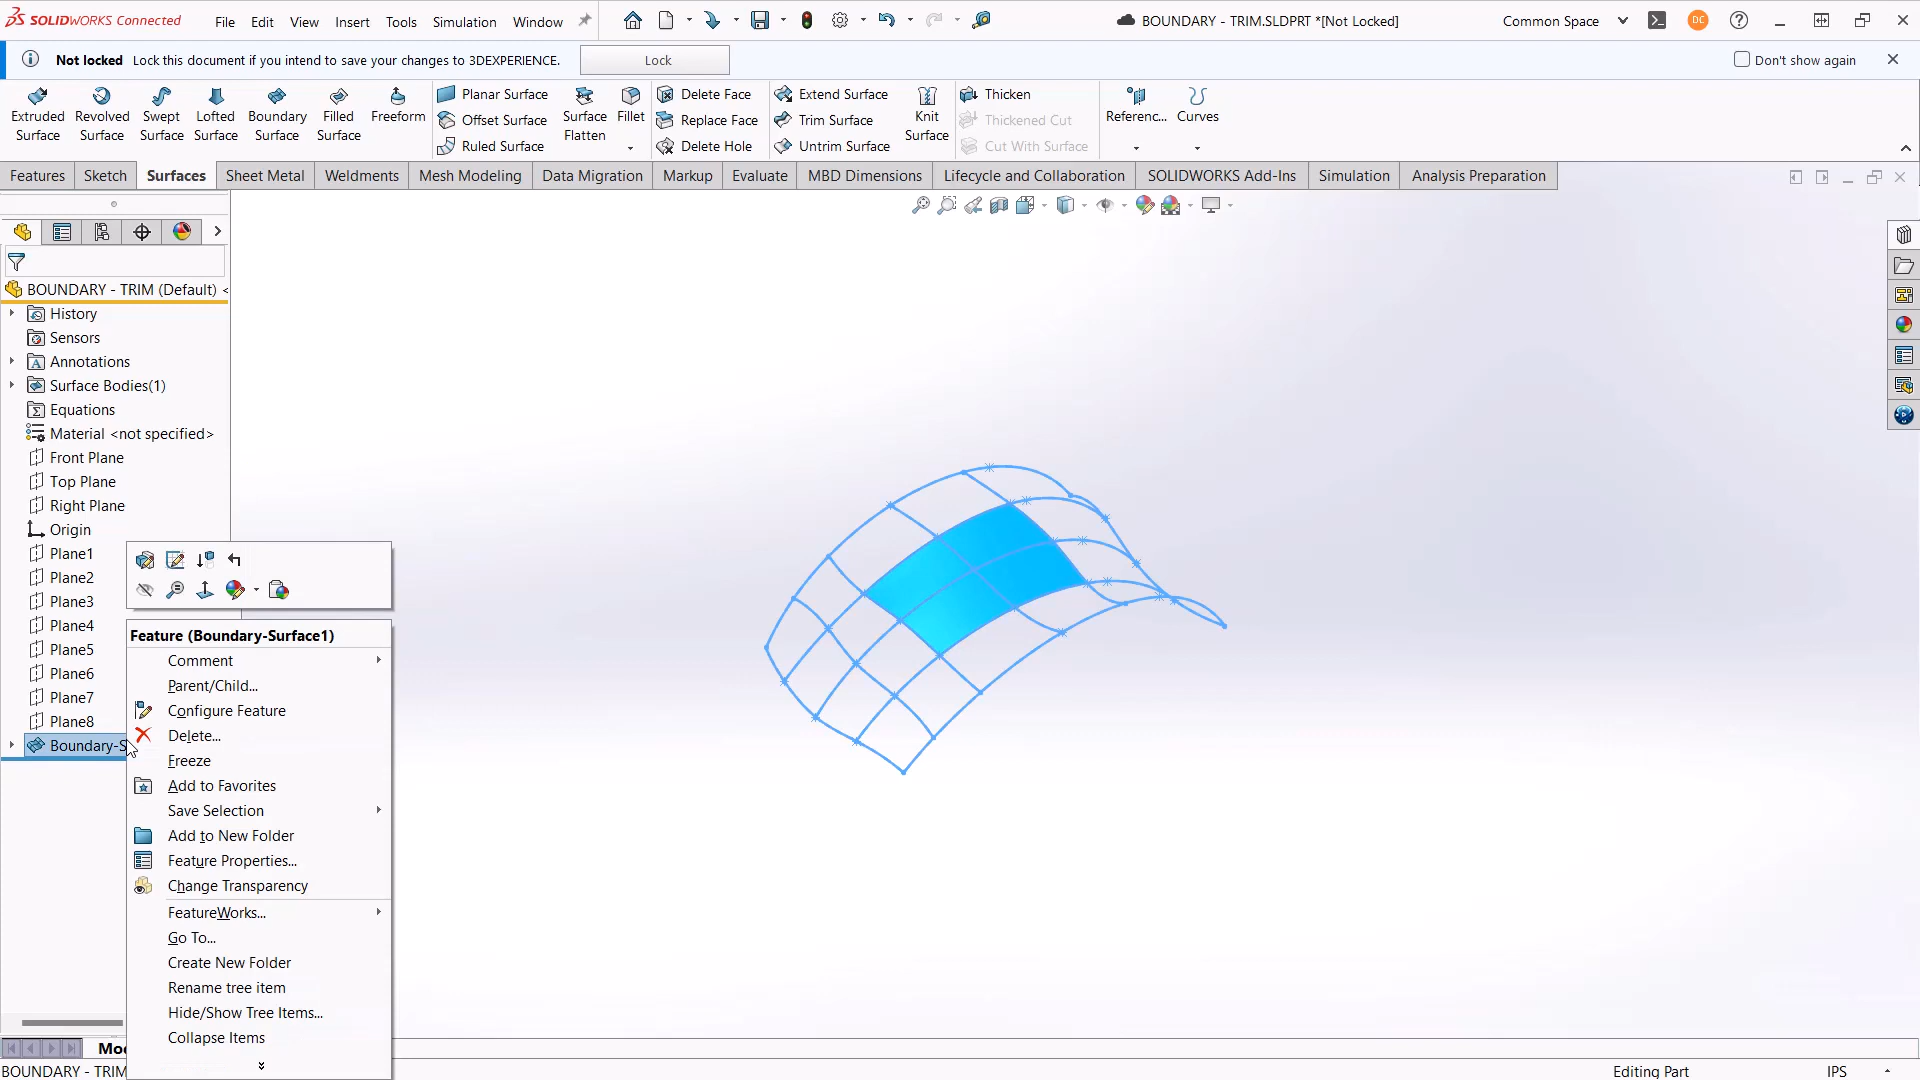 SOLIDWORKS Connected
File Edit View Insert Tools Simulation Window
BOUNDARY - TRIM.SLDPRT *[Not Locked]
Common Space
DC
Not locked Lock this document if you intend to save your changes to 3DEXPERIENCE.
Lock
Don't show again
Extruded Surface
Revolved Surface
Swept Surface
Lofted Surface
Boundary Surface
Filled Surface
Freeform
Planar Surface
Offset Surface
Ruled Surface
Surface Flatten
Fillet
Delete Face
Replace Face
Delete Hole
Extend Surface
Trim Surface
Untrim Surface
Knit Surface
Thicken
Thickened Cut
Cut With Surface
Referenc...
Curves
Features Sketch Surfaces Sheet Metal Weldments Mesh Modeling Data Migration Markup Evaluate MBD Dimensions Lifecycle and Collaboration SOLIDWORKS Add-Ins Simulation Analysis Preparation
BOUNDARY - TRIM (Default) <
History
Sensors
Annotations
Surface Bodies(1)
Equations
Material <not specified>
Front Plane
Top Plane
Right Plane
Origin
Plane1
Plane2
Plane3
Plane4
Plane5
Plane6
Plane7
Plane8
Boundary-S
Feature (Boundary-Surface1)
Comment
Parent/Child...
Configure Feature
Delete...
Freeze
Add to Favorites
Save Selection
Add to New Folder
Feature Properties...
Change Transparency
FeatureWorks...
Go To...
Create New Folder
Rename tree item
Hide/Show Tree Items...
Collapse Items
Mod
BOUNDARY - TRIM
Editing Part
IPS